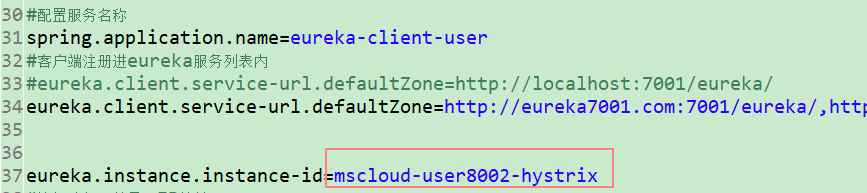 30 #配置服务名称
31 spring.application.name=eureka-client-user
32 #客户端注册进eureka服务列表内
33 #eureka.client.service-url.defaultZone=http://localhost:7001/eureka/
34 eureka.client.service-url.defaultZone=http://eureka7001.com:7001/eureka/,http
35
36
37 eureka.instance.instance-id=mscloud-user8002-hystrix